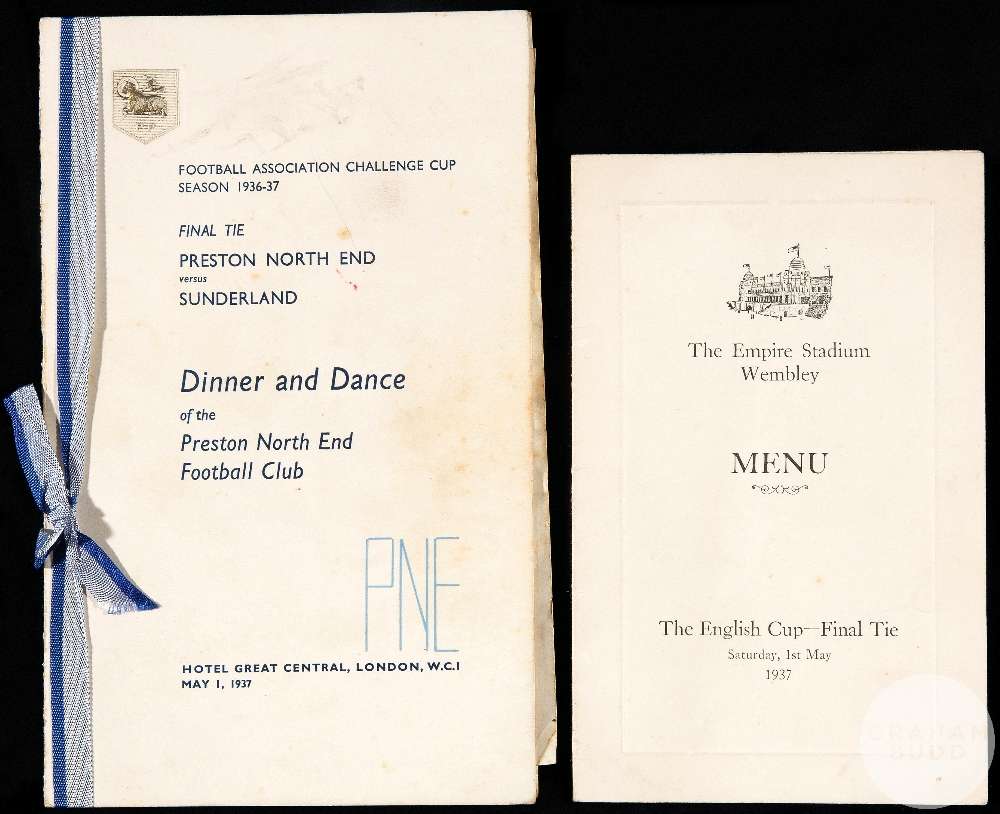 FOOTBALL ASSOCIATION CHALLENGE CUP
SEASON 1936-37
FINAL TIE
PRESTON NORTH END
versus
SUNDERLAND
Dinner and Dance
of the
Preston North End
Football Club
PNE
HOTEL GREAT CENTRAL, LONDON, W.C.1
MAY 1, 1937
The Empire Stadium
Wembley
MENU
The English Cup—Final Tie
Saturday, 1st May
1937
GRAHAM
BUDD